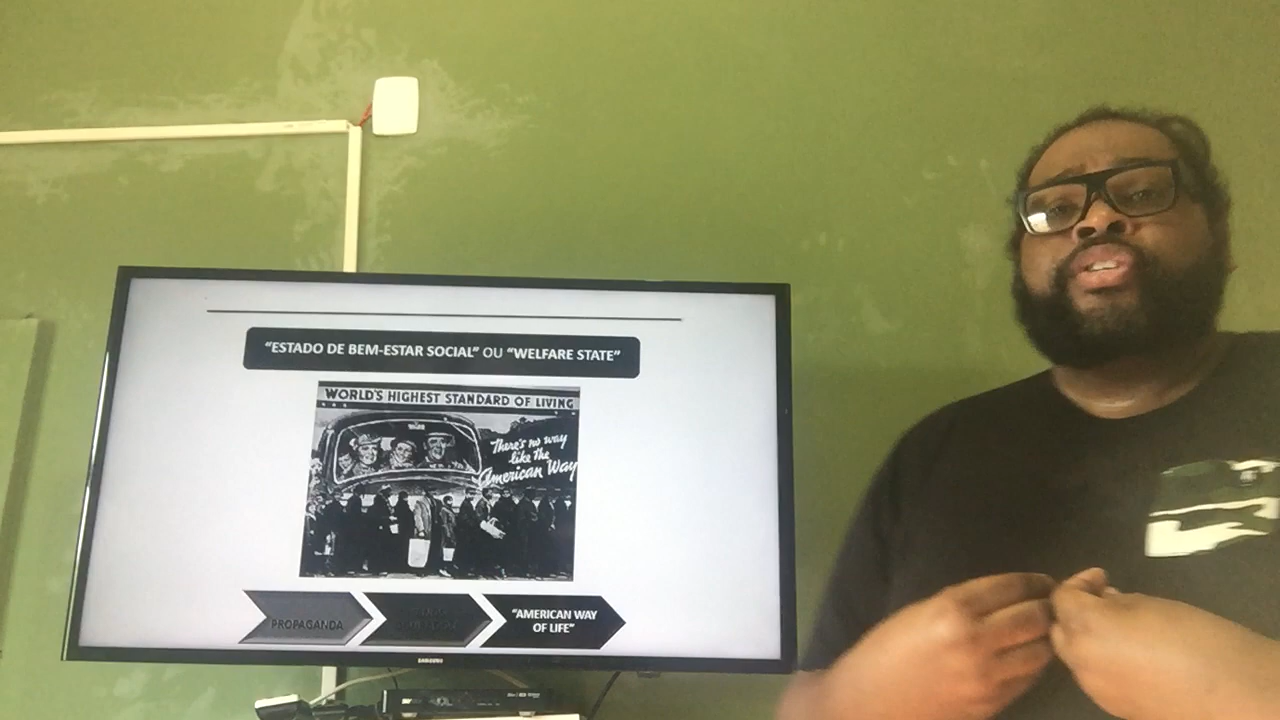 “ESTADO DE BEM-ESTAR SOCIAL” OU “WELFARE STATE”
WORLD'S HIGHEST STANDARD OF LIVING
There's no way
like the
American Way
PROPAGANDA
“AMERICAN WAY
OF LIFE”
SAMSUNG